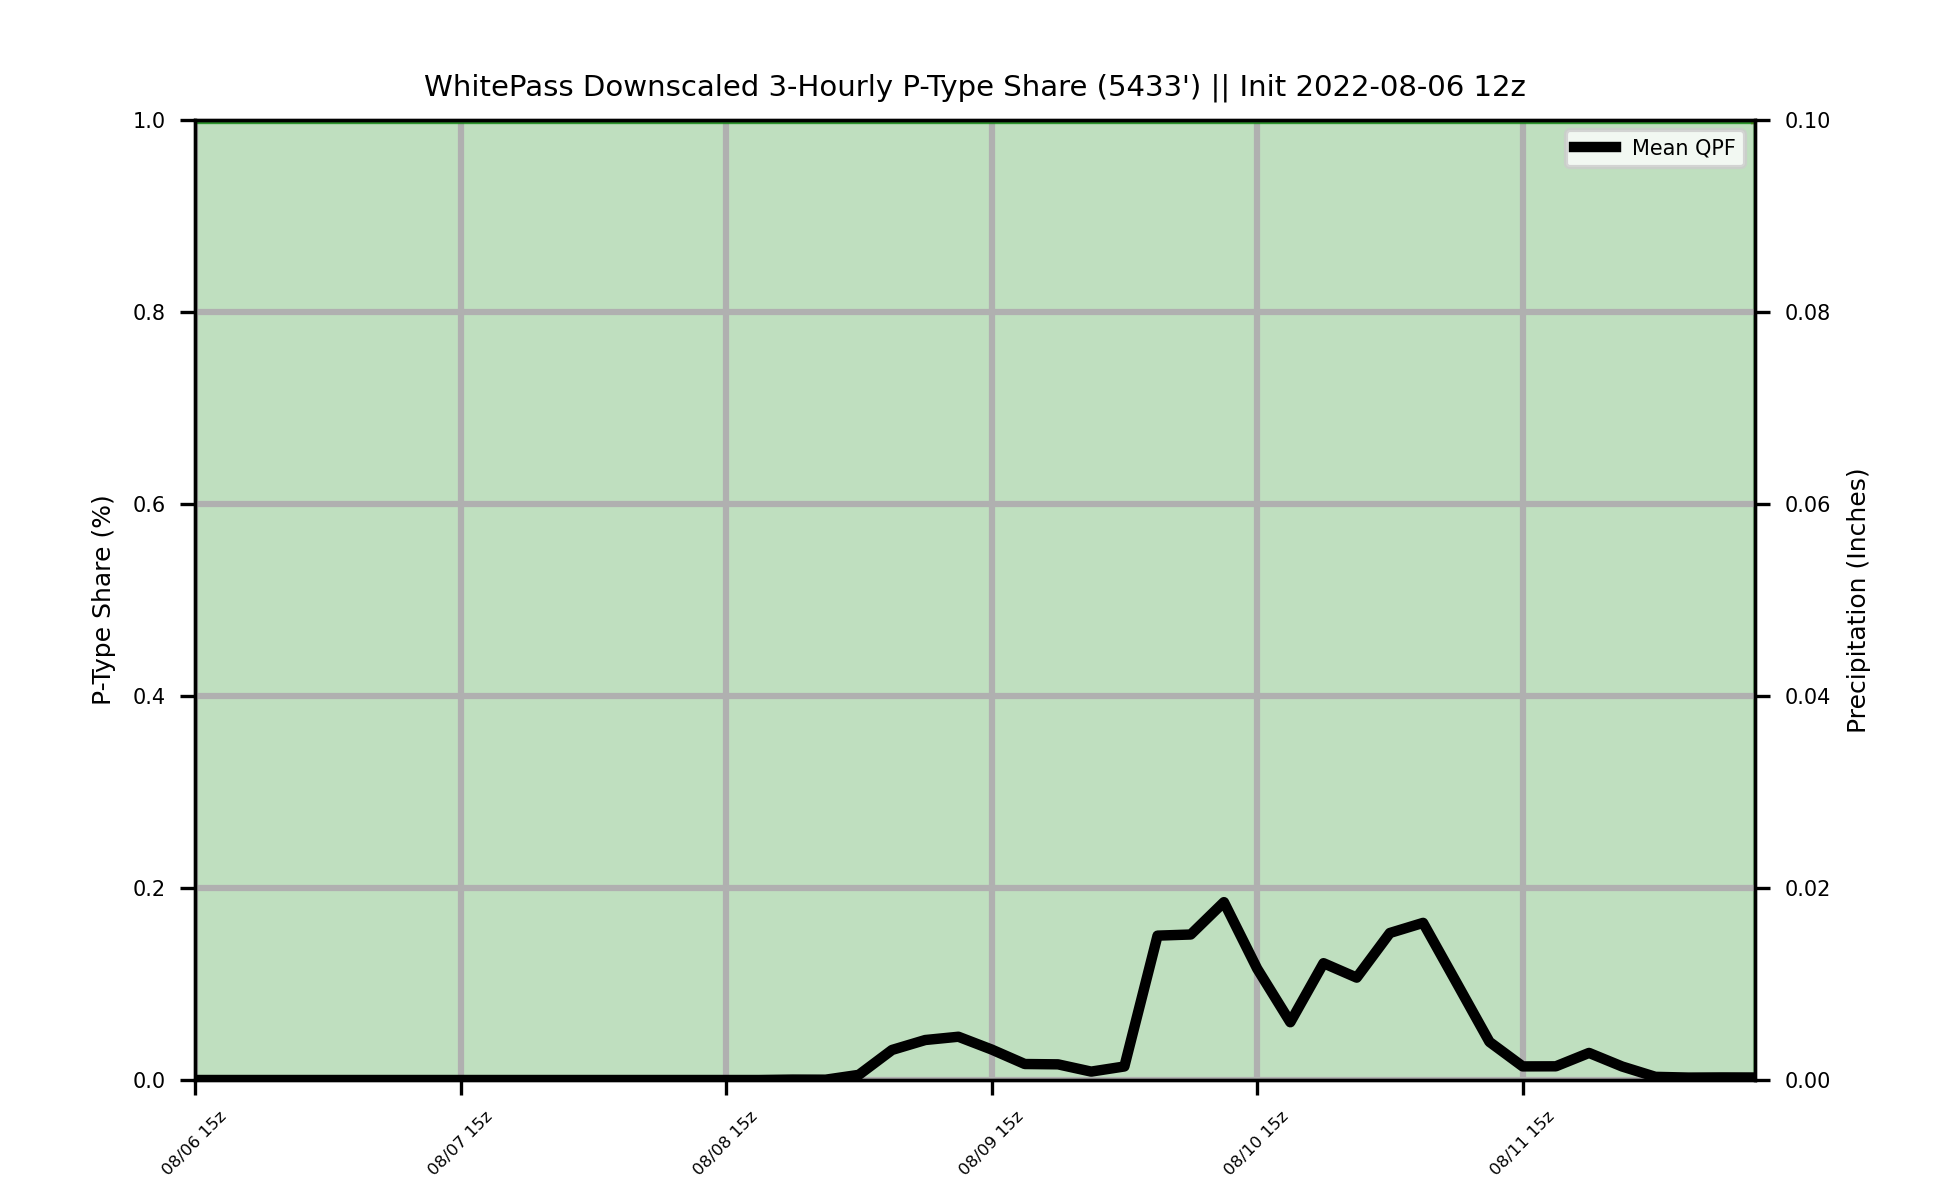 WhitePass Downscaled 3-Hourly P-Type Share (5433') || Init 2022-08-06 12z
Mean QPF
P-Type Share (%)
1.0
0.8
0.6
0.4
0.2
0.0
0.10
0.08
0.06
0.04
0.02
0.00
Precipitation (Inches)
08/06 15z
08/07 15z
08/08 15z
08/09 15z
08/10 15z
08/11 15z